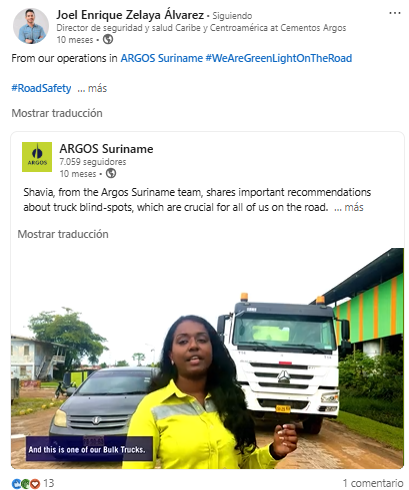 Joel Enrique Zelaya Álvarez • Siguiendo
Director de seguridad y salud Caribe y Centroamérica at Cementos Argos
10 meses •
From our operations in ARGOS Suriname #WeAreGreenLightOnTheRoad
#RoadSafety ... más
Mostrar traducción
ARGOS
ARGOS Suriname
7.059 seguidores
10 meses •
Shavia, from the Argos Suriname team, shares important recommendations
about truck blind-spots, which are crucial for all of us on the road. ... más
Mostrar traducción
And this is one of our Bulk Trucks.
13
1 comentario